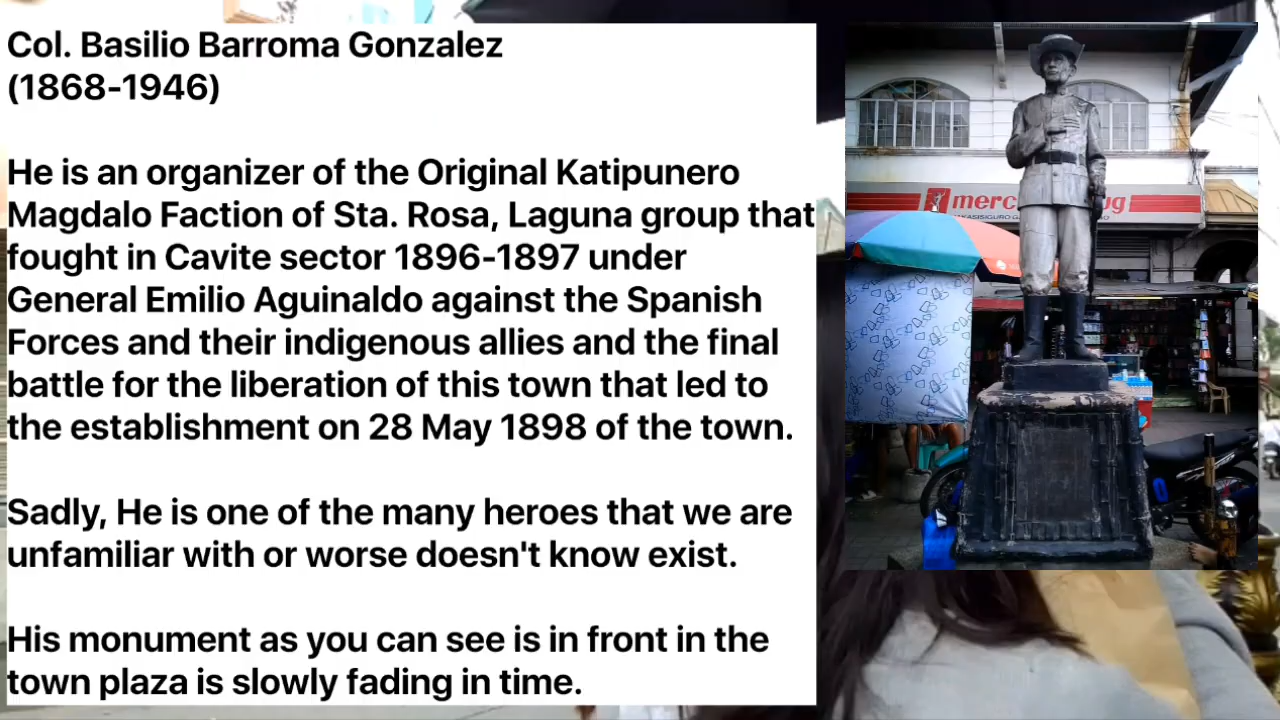 Col. Basilio Barroma Gonzalez
(1868-1946)
He is an organizer of the Original Katipunero
Magdalo Faction of Sta. Rosa, Laguna group that
fought in Cavite sector 1896-1897 under
General Emilio Aguinaldo against the Spanish
Forces and their indigenous allies and the final
battle for the liberation of this town that led to
the establishment on 28 May 1898 of the town.
Sadly, He is one of the many heroes that we are
unfamiliar with or worse doesn't know exist.
His monument as you can see is in front in the
town plaza is slowly fading in time.